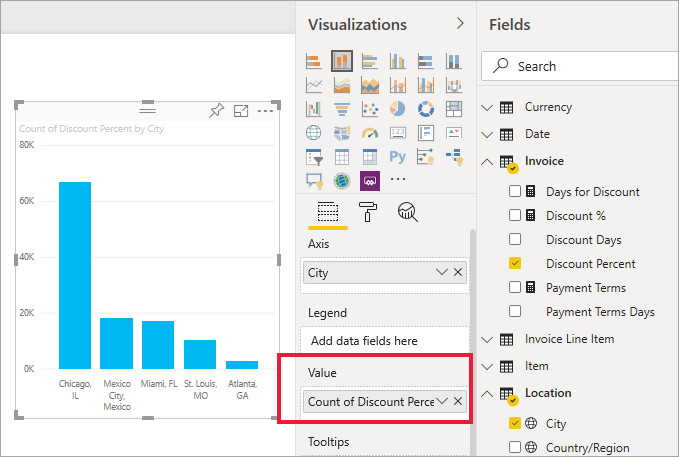 Visualizations
Fields
Search
Count of Discount Percent by City
80K
60K
40K
20K
0K
Chicago,
IL
Mexico
City,
Mexico
Miami, FL
St. Louis,
MO
Atlanta,
GA
123
R
Py
Axis
City
Legend
Add data fields here
Value
Count of Discount Perce
Tooltips
Currency
Date
Invoice
Days for Discount
Discount %
Discount Days
Discount Percent
Payment Terms
Payment Terms Days
Invoice Line Item
Item
Location
City
Country/Region